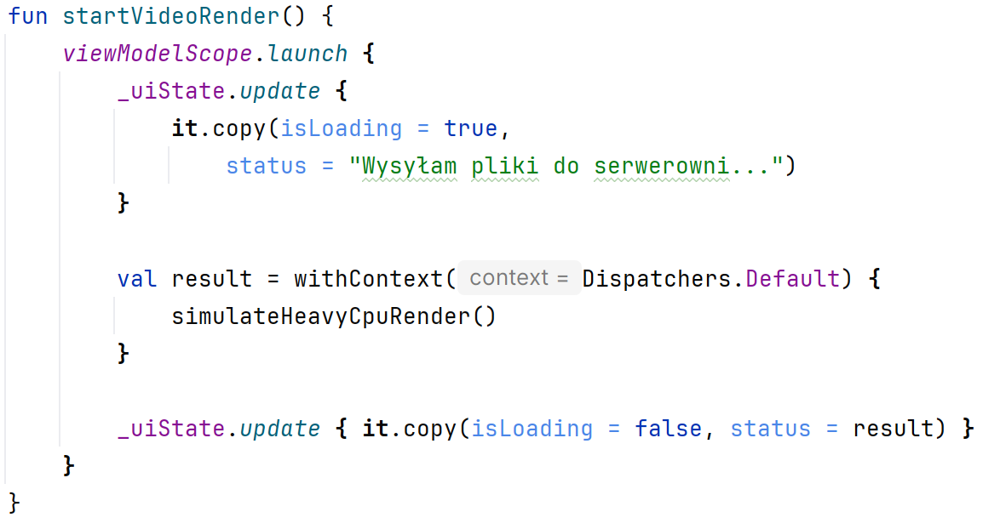 fun startVideoRender() {
viewModelScope.launch {
_uiState.update {
it.copy(isLoading = true,
status = "Wysyłam pliki do serwerowni...")
}
val result = withContext( context = Dispatchers.Default) {
simulateHeavyCpuRender()
}
_uiState.update { it.copy(isLoading = false, status = result) }
}
}